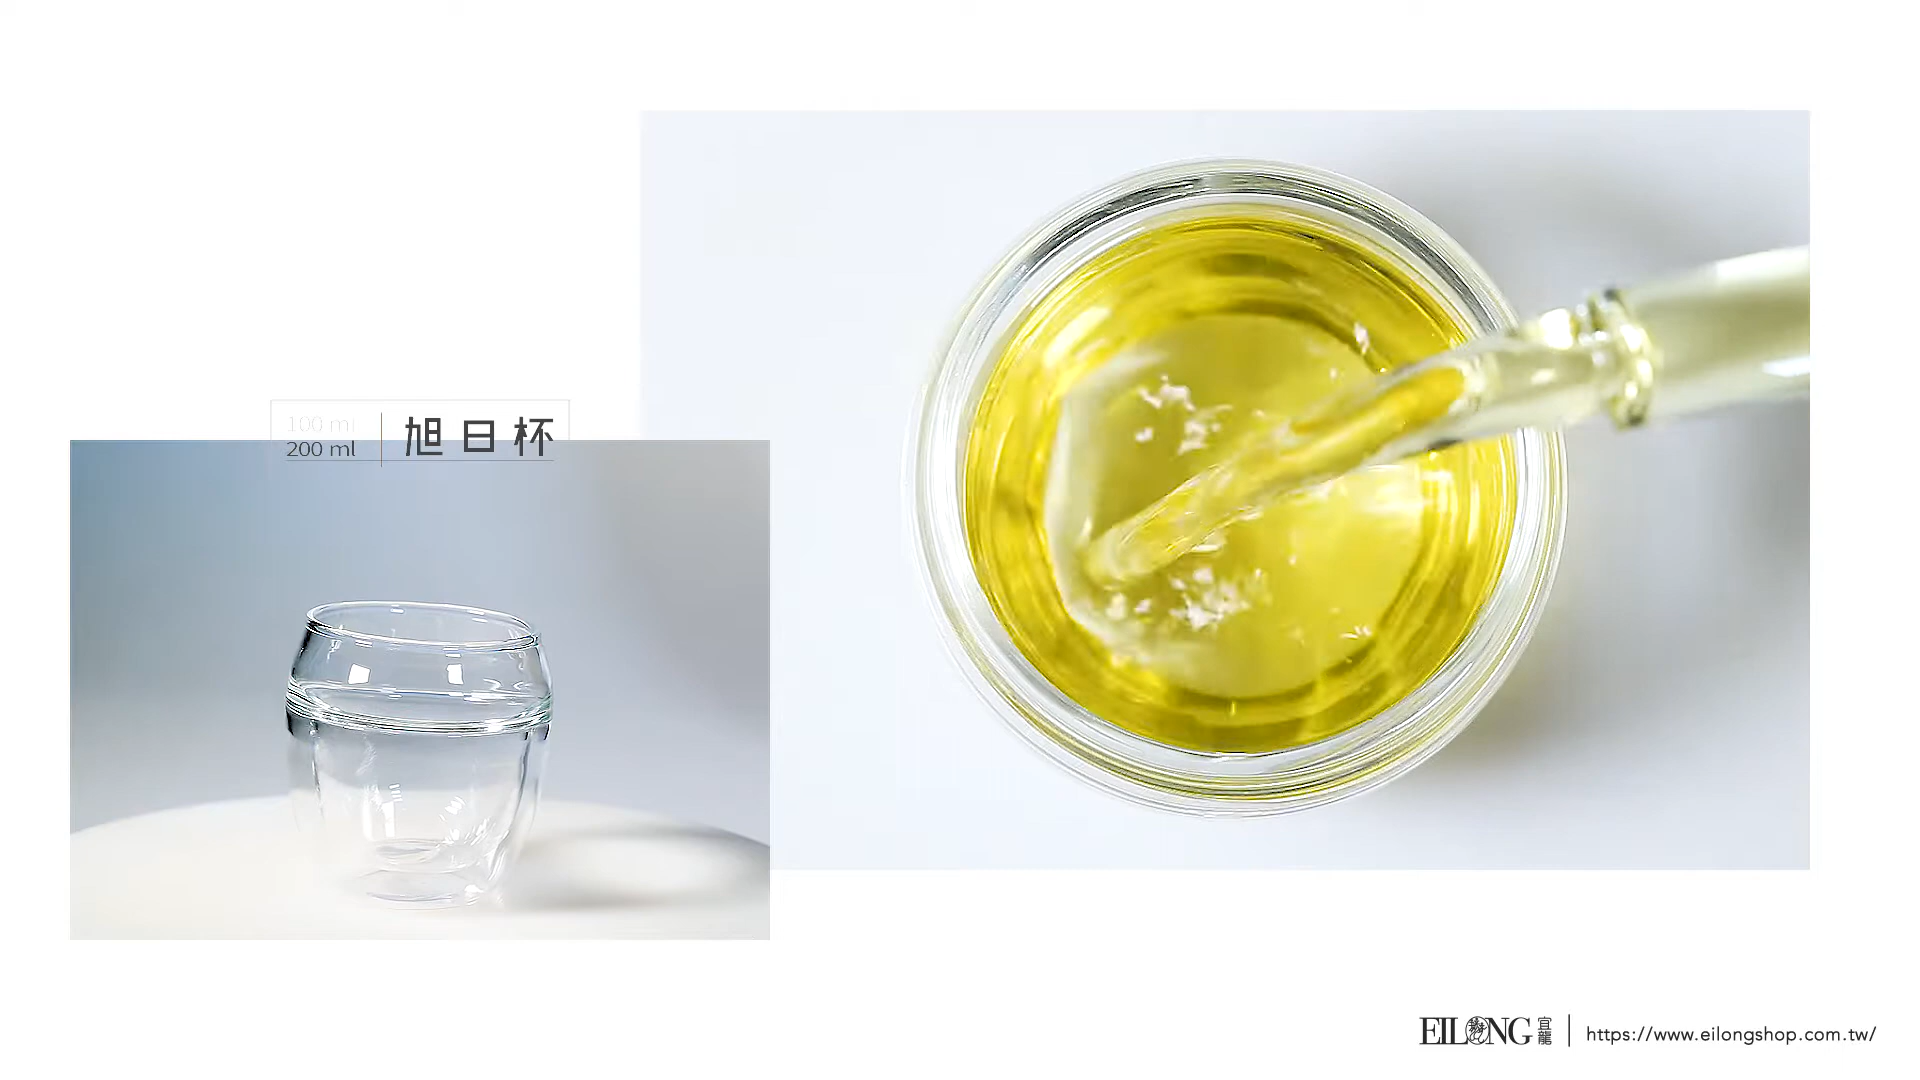 100 ml
200 ml
旭日杯
EILONG 宜龍
https://www.eilongshop.com.tw/